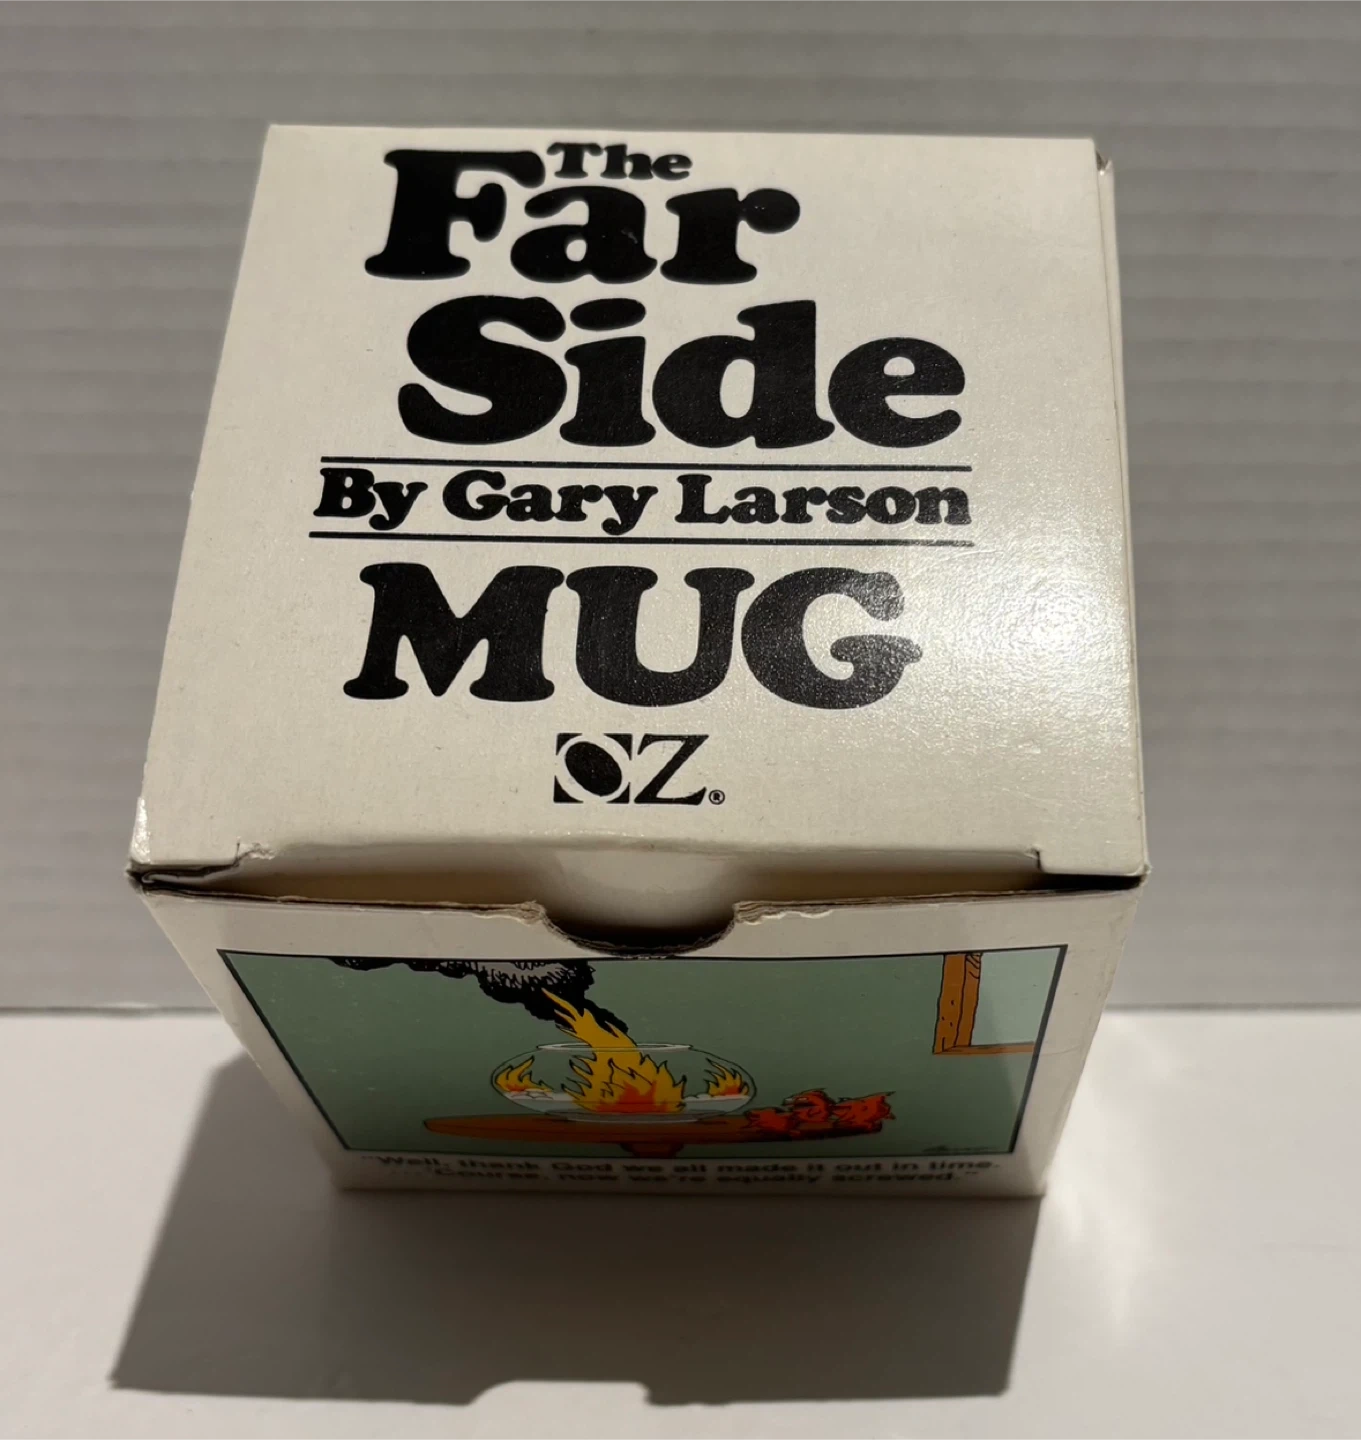 The
Far
Side
By Gary Larson
MUG
OZ®
"Well, thank God we all made it out in time.
... 'Course, now we're equally screwed."